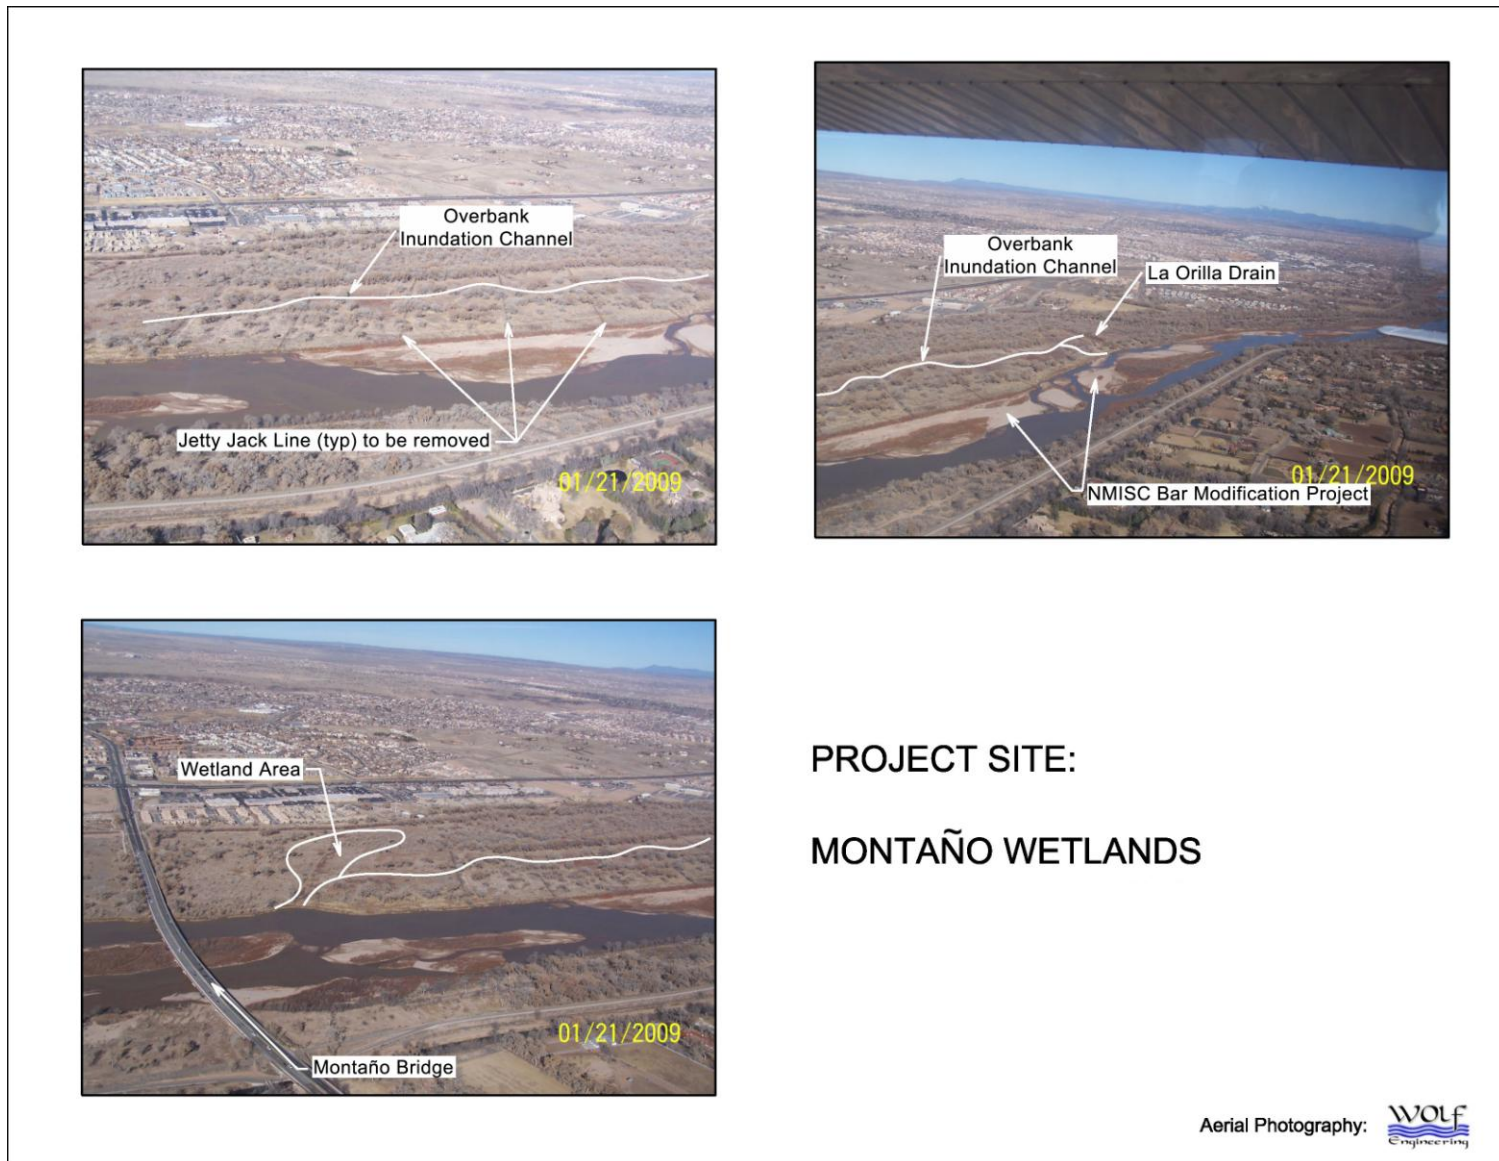 Overbank
Inundation Channel
Jetty Jack Line (typ) to be removed
01/21/2009
Overbank
Inundation Channel
La Orilla Drain
01/21/2009
NMISC Bar Modification Project
Wetland Area
01/21/2009
Montaño Bridge
PROJECT SITE:
MONTAÑO WETLANDS
Aerial Photography:
WOLF
Engineering